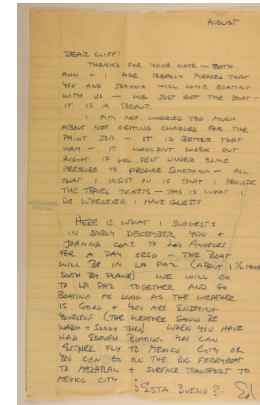 AUGUST
DEAR CLIFF:
THANKS FOR YOUR NOTE - BOTH
ANN + I ARE REALLY PLEASED THAT
YOU AND JOANNA WILL COME BOATING
WITH US - WE JUST GOT THE BOAT -
IT IS A BEAUT.
I AM NOT WORRIED TOO MUCH
ABOUT NOT GETTING CHARGED FOR THE
PAINT JOB - IT IS BETTER THAT
WAY - IT WOULDNT WORK OUT
RIGHT IF YOU FELT UNDER SOME
PRESSURE TO PRODUCE SOMETHING - ALL
THAT I INSIST ON IS THAT I PROVIDE
THE TRAVEL TICKETS - THIS IS WHAT I
DO WHENEVER I HAVE GUESTS
HERE IS WHAT I SUGGEST
IN EARLY DECEMBER YOU +
JOANNA COME TO LOS ANGELES
FOR A DAY OR SO - THE BOAT
WILL BE IN LA PAZ (ABOUT 1 1/2 HOURS
SOUTH BY PLANE) WE WILL GO
TO LA PAZ TOGETHER AND GO
BOATING AS LONG AS THE WEATHER
IS GOOD + YOU ARE ENJOYING
YOURSELF (THE WEATHER SHOULD BE
WARM + SUNNY THEN) WHEN YOU HAVE
HAD ENOUGH BOATING YOU CAN
EITHER FLY TO MEXICO CITY OR
YOU CAN GO ON THE BIG FERRYBOAT
TO MAZATLAN + SURFACE TRANSPORT TO
MEXICO CITY
¿ESTA BUENO? Ed